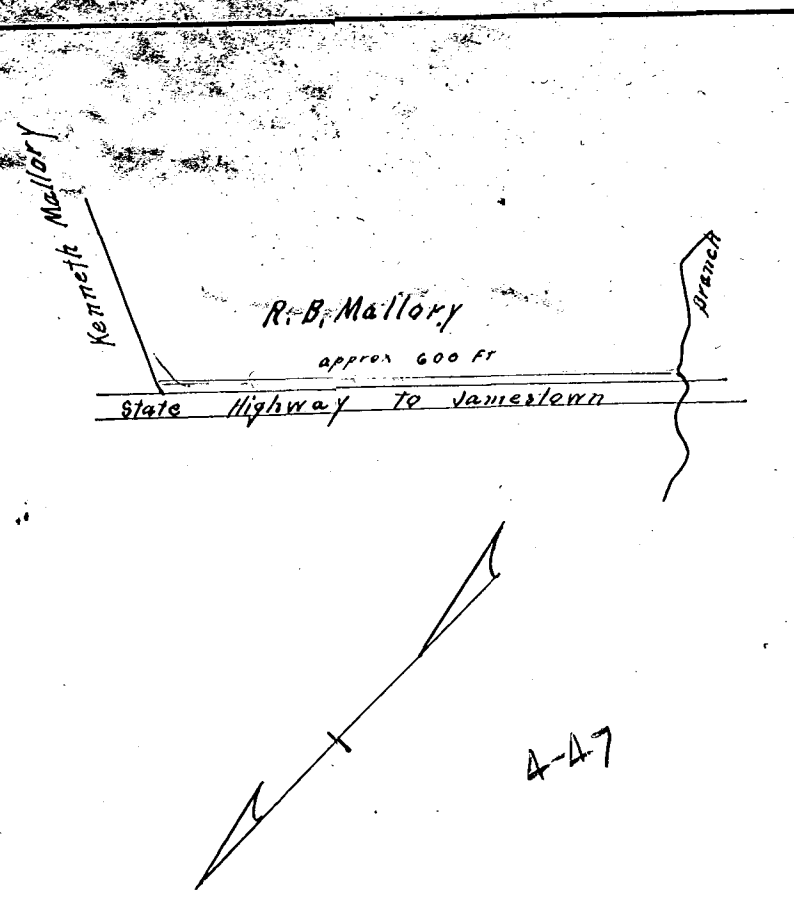 Kenneth Mallory
R. B. Mallory
Branch
approx 600 FT
State Highway To Jamestown
4-47